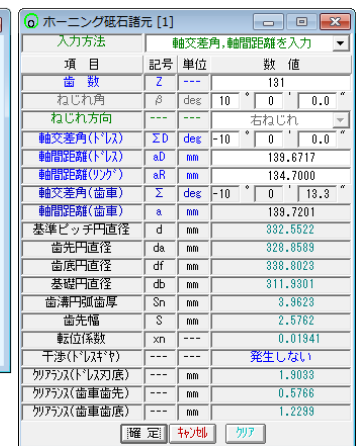 ホーニング砥石諸元 [1]
入力方法 軸交差角,軸間距離を入力
項 目 記号 単位 数 値
歯 数 Z --- 131
ねじれ角 β deg 10 ° 0 ' 0.0 "
ねじれ方向 --- --- 右ねじれ
軸交差角(ドレス) ΣD deg -10 ° 0 ' 0.0 "
軸間距離(ドレス) aD mm 139.6717
軸間距離(リング) aR mm 134.7000
軸交差角(歯車) Σ deg -10 ° 0 ' 13.3 "
軸間距離(歯車) a mm 139.7201
基準ピッチ円直径 d mm 332.5522
歯先円直径 da mm 328.8589
歯底円直径 df mm 338.8023
基礎円直径 db mm 311.9301
歯溝円弧歯厚 Sn mm 3.9623
歯先幅 S mm 2.5762
転位係数 xn --- 0.01941
干渉(ドレスギヤ) --- --- 発生しない
クリアランス(ドレス刃底) --- mm 1.9033
クリアランス(歯車歯先) --- mm 0.5766
クリアランス(歯車歯底) --- mm 1.2299
確 定 キャンセル クリア